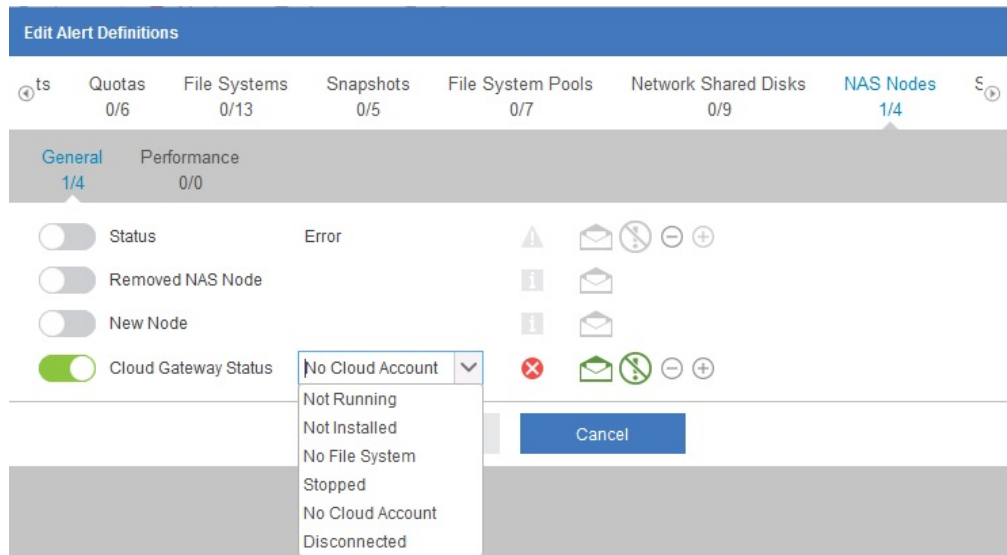 Edit Alert Definitions
ts Quotas File Systems Snapshots File System Pools Network Shared Disks NAS Nodes S
0/6 0/13 0/5 0/7 0/9 1/4
General Performance
1/4 0/0
Status Error
Removed NAS Node
New Node
Cloud Gateway Status No Cloud Account
Not Running
Not Installed
No File System
Stopped
No Cloud Account
Disconnected
Cancel